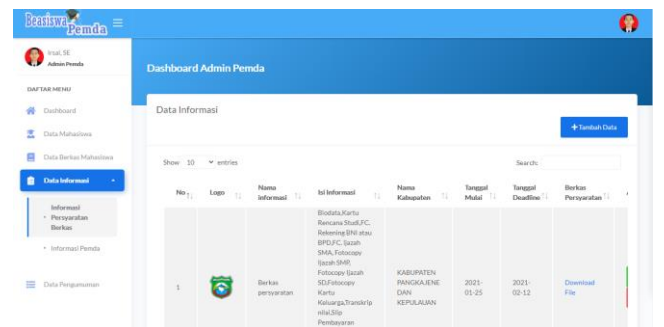 Beasiswa
Pemda
Irsal, SE
Admin Pemda
Dashboard Admin Pemda
DAFTAR MENU
Dashboard
Data Mahasiswa
Data Berkas Mahasiswa
Data Informasi
Informasi
Persyaratan
Berkas
Informasi Pemda
Data Pengumuman
Data Informasi
+Tambah Data
Show 10 entries
Search:
No Logo Nama informasi Isi Informasi Nama Kabupaten Tanggal Mulai Tanggal Deadline Berkas Persyaratan
1
Berkas
persyaratan
Biodata,Kartu
Rencana Studi,FC.
Rekening BNI atau
BPD,FC. Ijazah
SMA, Fotocopy
Ijazah SMP,
Fotocopy Ijazah
SD,Fotocopy
Kartu
Keluarga,Transkrip
nilai,Slip
Pembayaran
KABUPATEN
PANGKAJENE
DAN
KEPULAUAN
2021-
01-25
2021-
02-12
Download
File